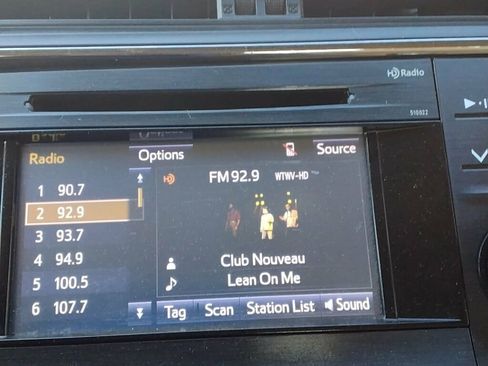 HD Radio
510022
Radio
Options
Source
1 90.7
2 92.9
3 93.7
4 94.9
5 100.5
6 107.7
HD FM 92.9 WTWV-HD
Club Nouveau
Lean On Me
Tag Scan Station List Sound